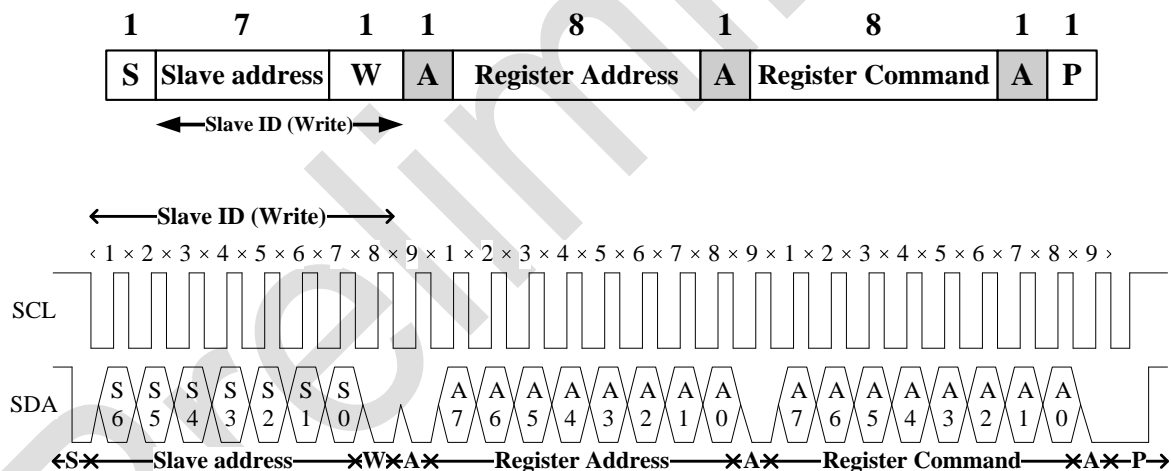 1 7 1 1 8 1 8 1 1
S Slave address W A Register Address A Register Command A P
Slave ID (Write)
Slave ID (Write)
‹ 1 × 2 × 3 × 4 × 5 × 6 × 7 × 8 × 9 × 1 × 2 × 3 × 4 × 5 × 6 × 7 × 8 × 9 × 1 × 2 × 3 × 4 × 5 × 6 × 7 × 8 × 9 ›
SCL
SDA
S S S S S S S A A A A A A A A A A A A A A A A
6 5 4 3 2 1 0 7 6 5 4 3 2 1 0 7 6 5 4 3 2 1 0
S Slave address W A Register Address A Register Command A P